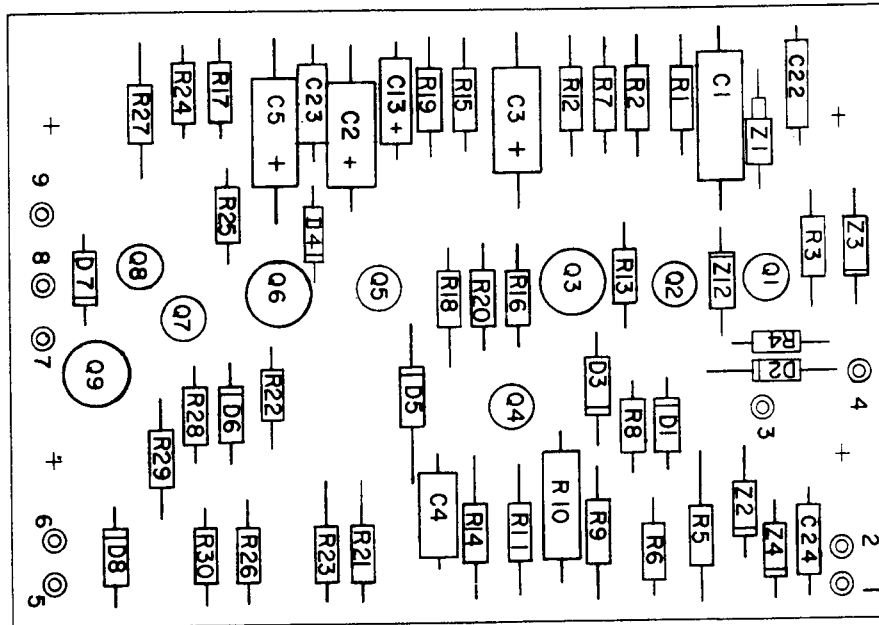 R27
R24
R17
C5 +
C23
C2 +
C13 +
R19
R15
C3 +
R12
R7
R2
R1
C1
Z1
C22
9
R25
D4
R3
Z3
8
D7
Q8
Q7
Q6
Q5
R18
R20
R16
Q3
R13
Q2
Z12
Q1
7
Q9
R4
D2
4
R28
D6
R22
D5
Q4
D3
R8
D1
3
R29
6
D8
R30
R26
R23
R21
C4
R14
R11
R10
R9
R6
R5
Z2
Z4
C24
2
5
1